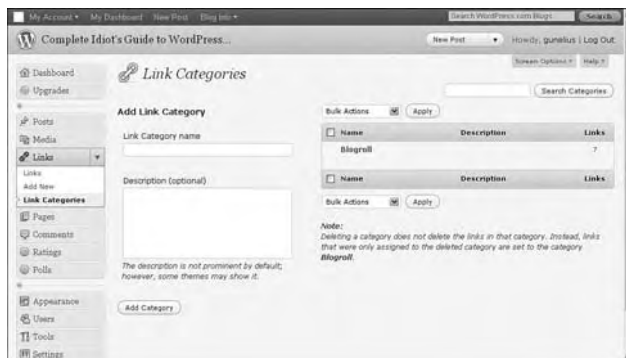 My Account
My Dashboard
New Post
Blog Info
Search WordPress.com Blogs
Search
Complete Idiot's Guide to WordPress...
New Post
Howdy, gunelius | Log Out
Screen Options
Help
Dashboard
Upgrades
Posts
Media
Links
Links
Add New
Link Categories
Pages
Comments
Ratings
Polls
Appearance
Users
Tools
Settings
Link Categories
Search Categories
Add Link Category
Link Category name
Description (optional)
The description is not prominent by default;
however, some themes may show it.
Add Category
Bulk Actions
Apply
Name Description Links
Blogroll 7
Name Description Links
Bulk Actions
Apply
Note:
Deleting a category does not delete the links in that category. Instead, links
that were only assigned to the deleted category are set to the category
Blogroll.